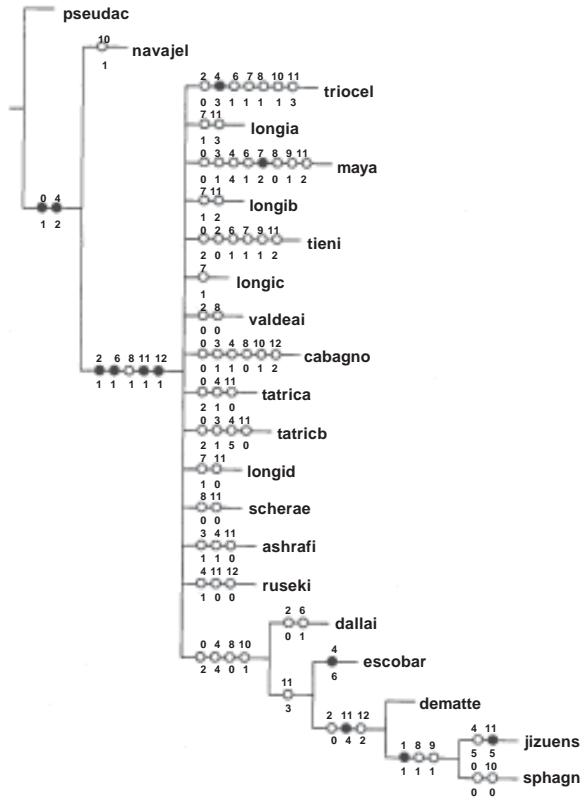 pseudac
10
navajel
1
2 4 6 7 8 10 11
triocel
0 3 1 1 1 1 3
7 11
longia
1 3
0 3 4 6 7 8 9 11
maya
0 1 4 1 2 0 1 2
7 11
longib
1 2
0 4
1 2
0 2 6 7 9 11
tieni
2 0 1 1 1 2
7
longic
1
2 8
valdeai
0 0
0 3 4 8 10 12
cabagno
0 1 1 0 1 2
2 6 8 11 12
1 1 1 1 1
0 4 11
tatrica
2 1 0
0 3 4 11
tatricb
2 1 5 0
7 11
longid
1 0
8 11
scherae
0 0
3 4 11
ashrafi
1 1 0
4 11 12
ruseki
1 0 0
2 6
dallai
0 1
0 4 8 10
2 4 0 1
4
escobar
6
11
3
dematte
2 11 12
0 4 2
4 11
jizuens
5 5
1 8 9
1 1 1
0 10
sphagn
0 0